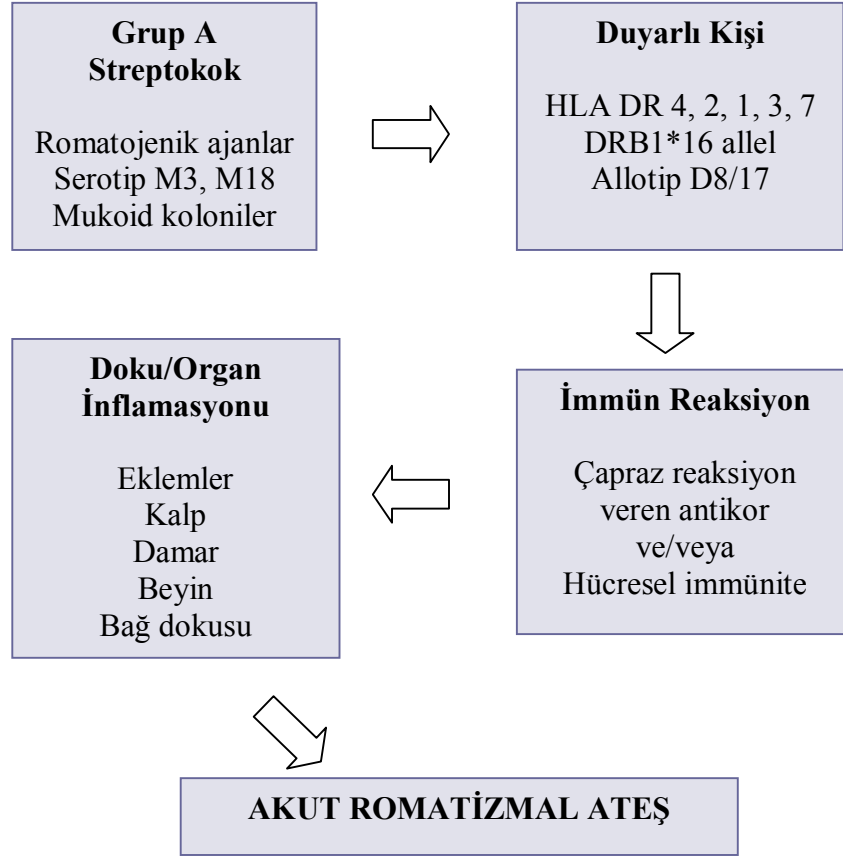 Grup A
Streptokok
Romatojenik ajanlar
Serotip M3, M18
Mukoid koloniler
Duyarlı Kişi
HLA DR 4, 2, 1, 3, 7
DRB1*16 allel
Allotip D8/17
İmmün Reaksiyon
Çapraz reaksiyon
veren antikor
ve/veya
Hücresel immünite
Doku/Organ
İnflamasyonu
Eklemler
Kalp
Damar
Beyin
Bağ dokusu
AKUT ROMATİZMAL ATEŞ